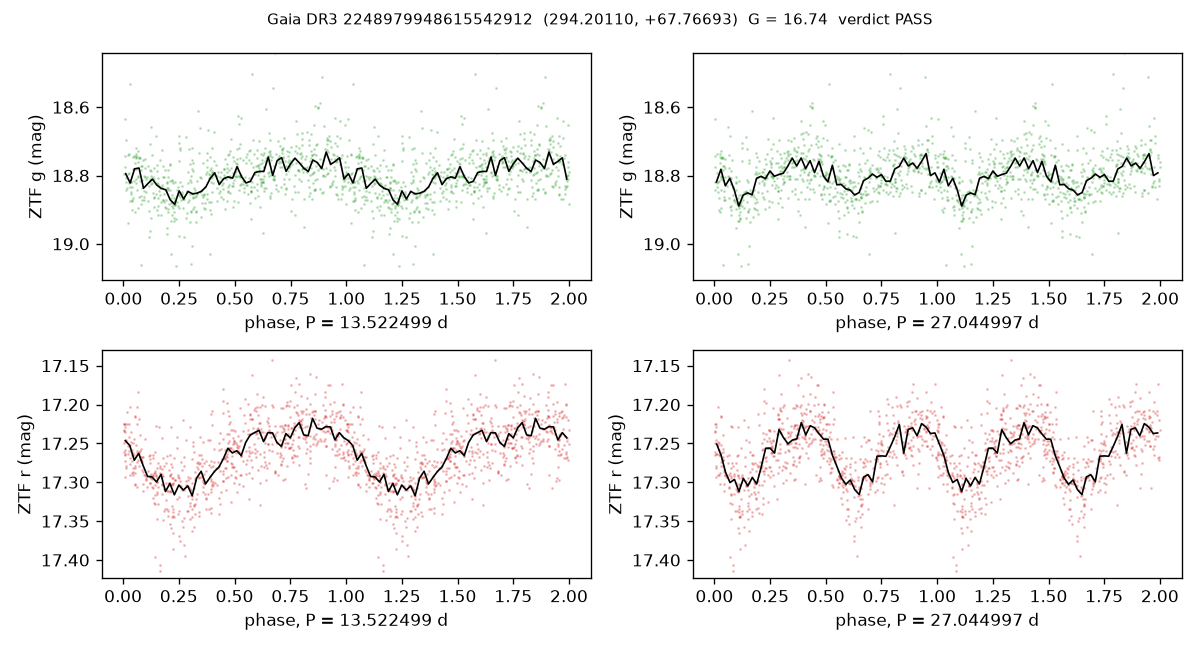 Gaia DR3 2248979948615542912  (294.20110, +67.76693)  G = 16.74  verdict PASS
ZTF g (mag)
18.6
18.8
19.0
0.00 0.25 0.50 0.75 1.00 1.25 1.50 1.75 2.00
phase, P = 13.522499 d
ZTF g (mag)
18.6
18.8
19.0
0.00 0.25 0.50 0.75 1.00 1.25 1.50 1.75 2.00
phase, P = 27.044997 d
ZTF r (mag)
17.15
17.20
17.25
17.30
17.35
17.40
0.00 0.25 0.50 0.75 1.00 1.25 1.50 1.75 2.00
phase, P = 13.522499 d
ZTF r (mag)
17.15
17.20
17.25
17.30
17.35
17.40
0.00 0.25 0.50 0.75 1.00 1.25 1.50 1.75 2.00
phase, P = 27.044997 d